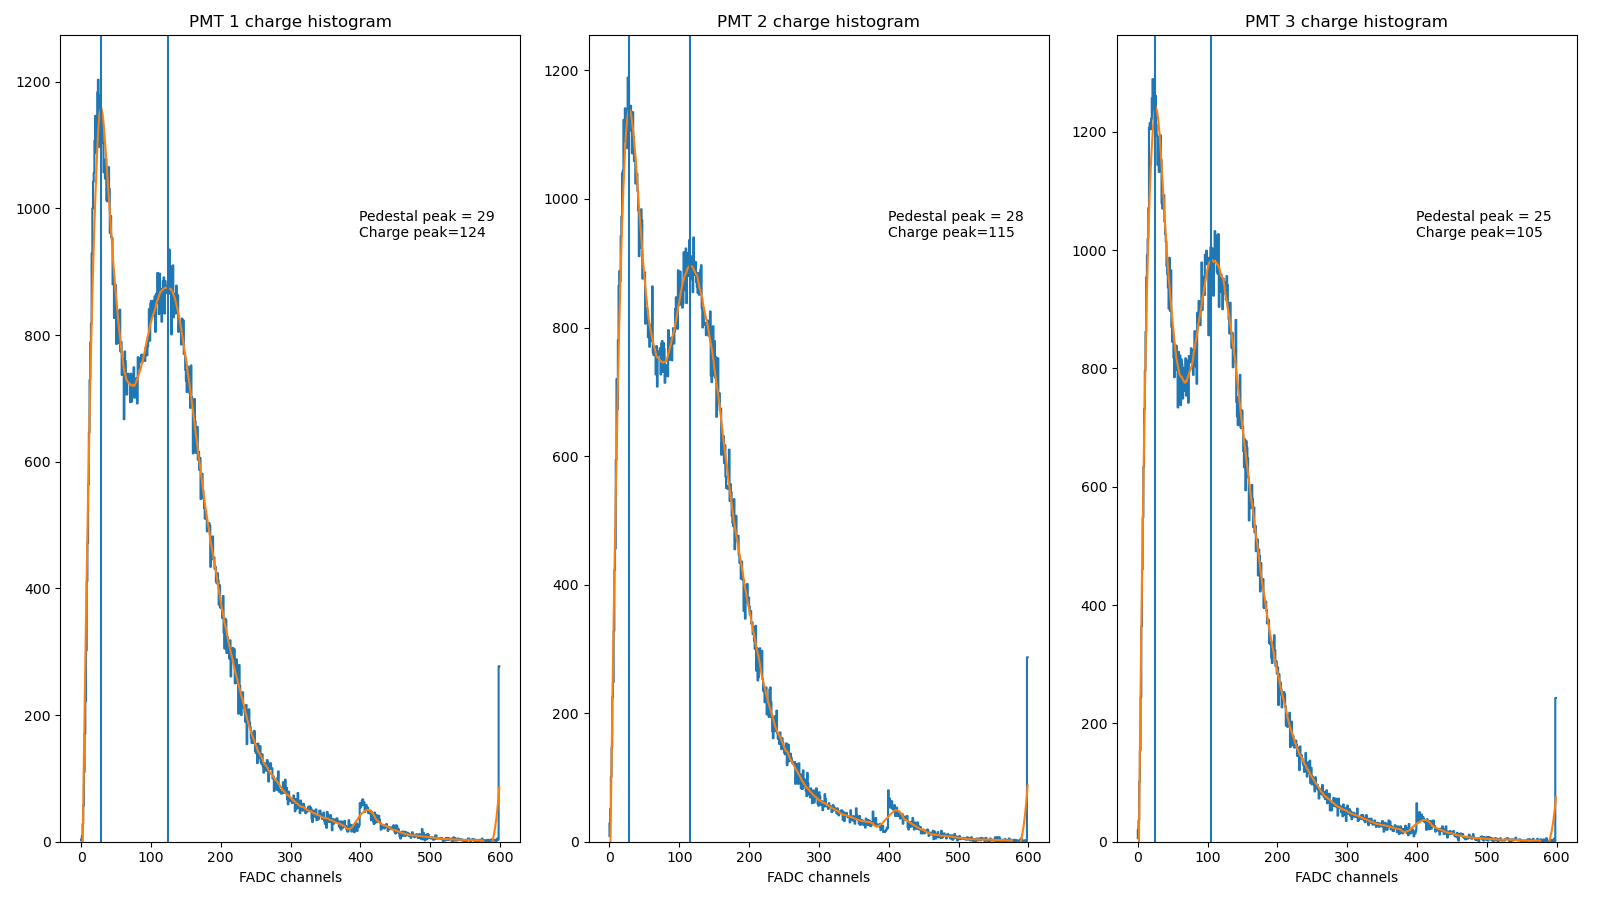 PMT 1 charge histogram
1200
1000
800
600
400
200
0
Pedestal peak = 29
Charge peak=124
0 100 200 300 400 500 600
FADC channels
PMT 2 charge histogram
1200
1000
800
600
400
200
0
Pedestal peak = 28
Charge peak=115
0 100 200 300 400 500 600
FADC channels
PMT 3 charge histogram
1200
1000
800
600
400
200
0
Pedestal peak = 25
Charge peak=105
0 100 200 300 400 500 600
FADC channels